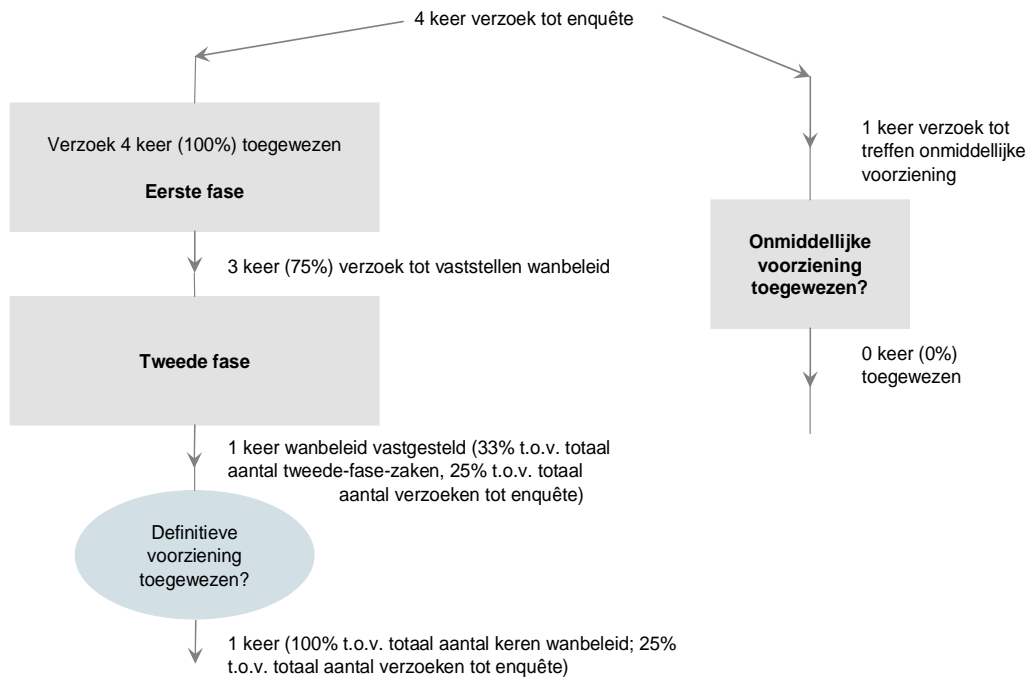 4 keer verzoek tot enquête
Verzoek 4 keer (100%) toegewezen
Eerste fase
3 keer (75%) verzoek tot vaststellen wanbeleid
Tweede fase
1 keer wanbeleid vastgesteld (33% t.o.v. totaal
aantal tweede-fase-zaken, 25% t.o.v. totaal
aantal verzoeken tot enquête)
Definitieve
voorziening
toegewezen?
1 keer (100% t.o.v. totaal aantal keren wanbeleid; 25%
t.o.v. totaal aantal verzoeken tot enquête)
1 keer verzoek tot
treffen onmiddellijke
voorziening
Onmiddellijke
voorziening
toegewezen?
0 keer (0%)
toegewezen